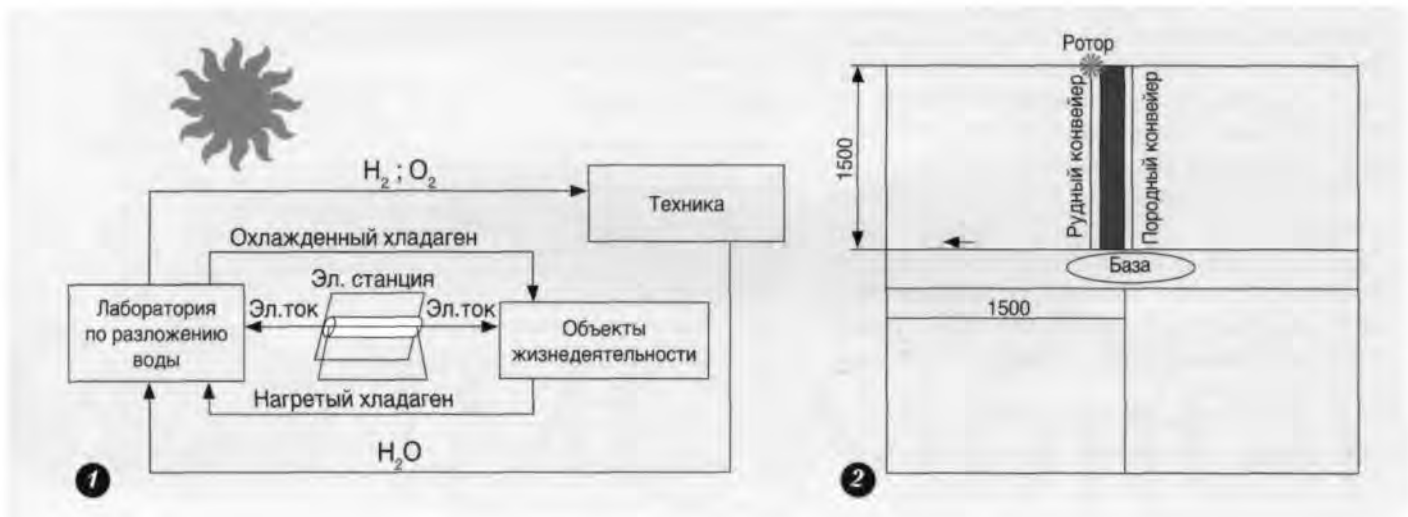 H₂ ; O₂
Техника
Охлажденный хладаген
Эл. станция
Лаборатория
по разложению
воды
Эл.ток
Эл.ток
Объекты
жизнедеятельности
Нагретый хладаген
H₂O
1
Ротор
1500
Рудный конвейер
Породный конвейер
База
1500
2